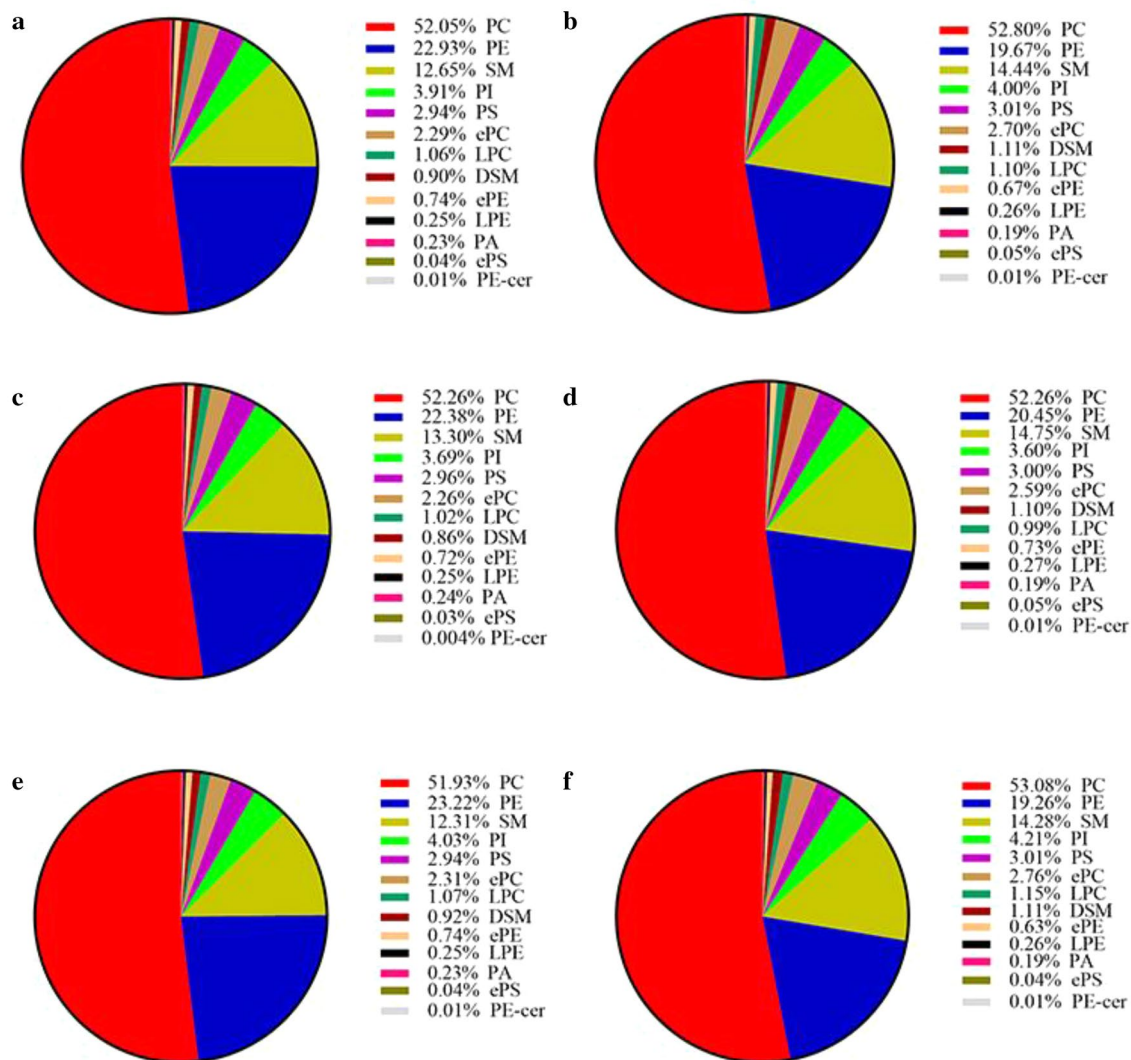 a
52.05% PC
22.93% PE
12.65% SM
3.91% PI
2.94% PS
2.29% ePC
1.06% LPC
0.90% DSM
0.74% ePE
0.25% LPE
0.23% PA
0.04% ePS
0.01% PE-cer
b
52.80% PC
19.67% PE
14.44% SM
4.00% PI
3.01% PS
2.70% ePC
1.11% DSM
1.10% LPC
0.67% ePE
0.26% LPE
0.19% PA
0.05% ePS
0.01% PE-cer
c
52.26% PC
22.38% PE
13.30% SM
3.69% PI
2.96% PS
2.26% ePC
1.02% LPC
0.86% DSM
0.72% ePE
0.25% LPE
0.24% PA
0.03% ePS
0.004% PE-cer
d
52.26% PC
20.45% PE
14.75% SM
3.60% PI
3.00% PS
2.59% ePC
1.10% DSM
0.99% LPC
0.73% ePE
0.27% LPE
0.19% PA
0.05% ePS
0.01% PE-cer
e
51.93% PC
23.22% PE
12.31% SM
4.03% PI
2.94% PS
2.31% ePC
1.07% LPC
0.92% DSM
0.74% ePE
0.25% LPE
0.23% PA
0.04% ePS
0.01% PE-cer
f
53.08% PC
19.26% PE
14.28% SM
4.21% PI
3.01% PS
2.76% ePC
1.15% LPC
1.11% DSM
0.63% ePE
0.26% LPE
0.19% PA
0.04% ePS
0.01% PE-cer